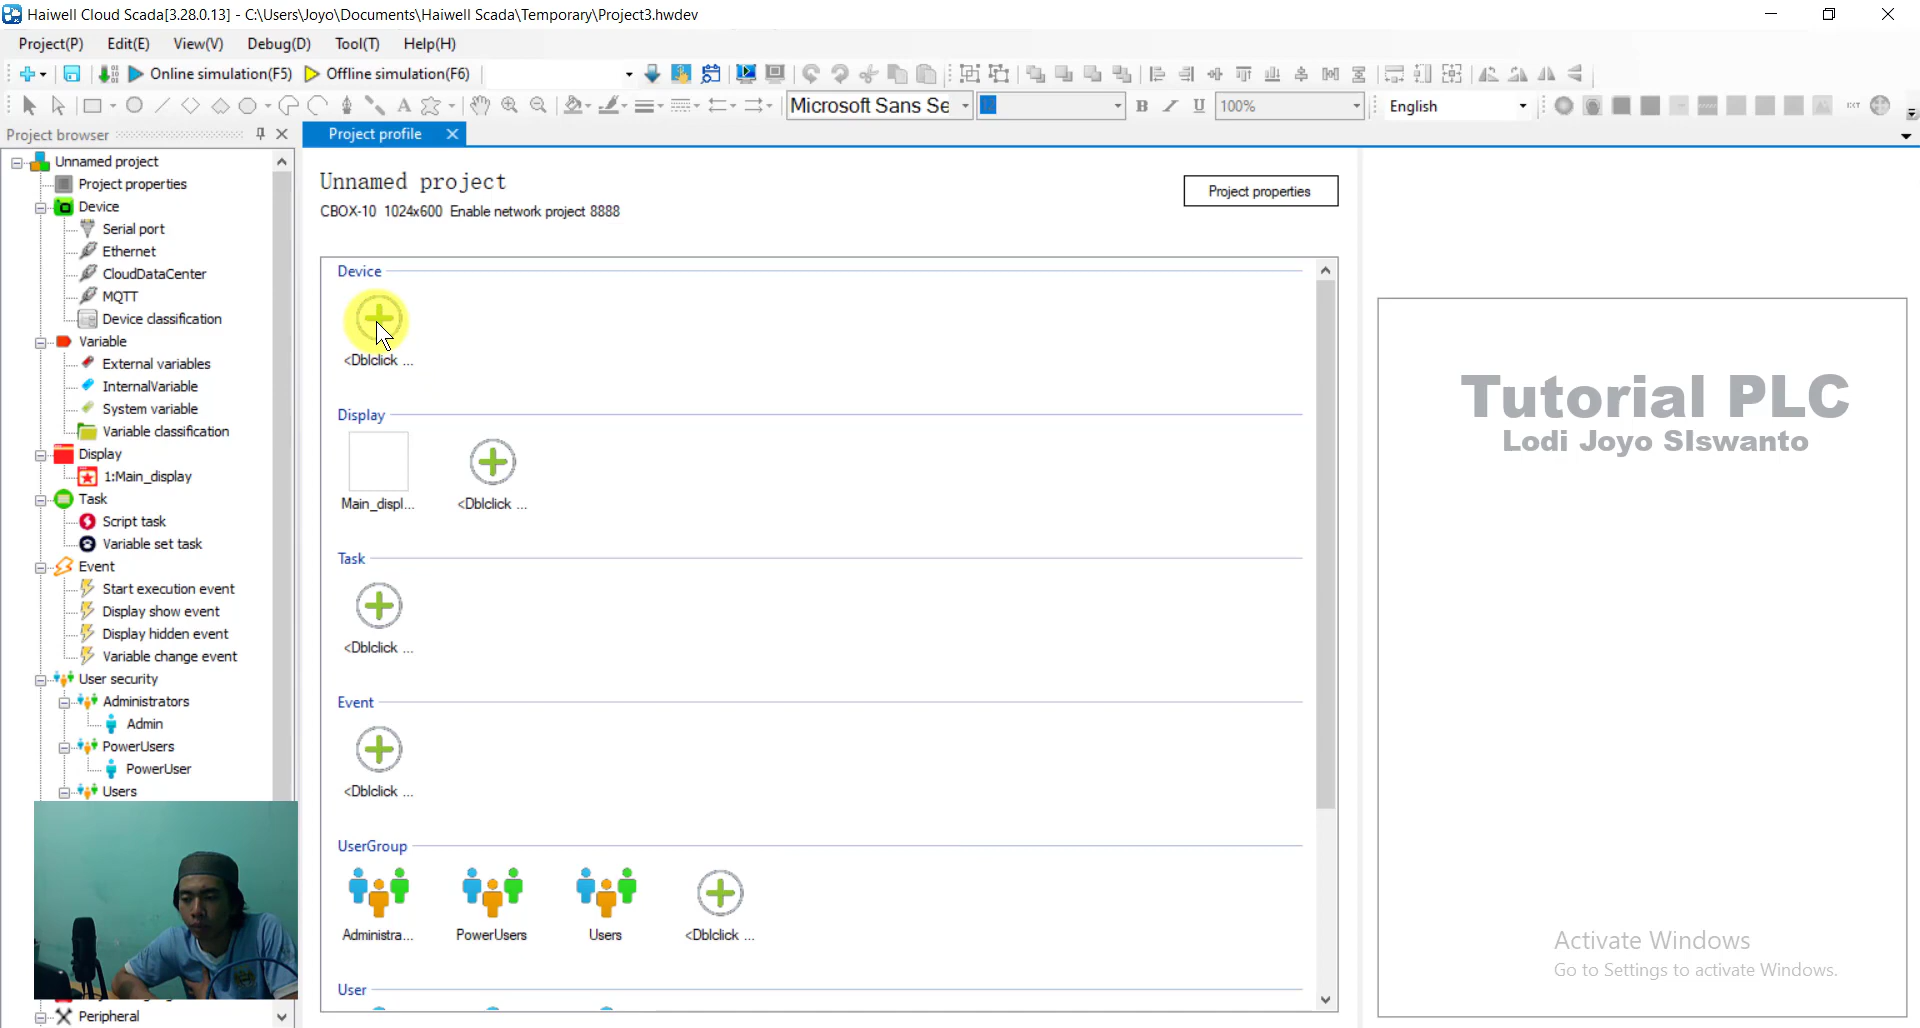 Haiwell Cloud Scada[3.28.0.13] - C:\Users\Joyo\Documents\Haiwell Scada\Temporary\Project3.hwdev
Project(P) Edit(E) View(V) Debug(D) Tool(T) Help(H)
Online simulation(F5) Offline simulation(F6)
Microsoft Sans Se 100% English
Project browser
Unnamed project
Project properties
Device
Serial port
Ethernet
CloudDataCenter
MQTT
Device classification
Variable
External variables
InternalVariable
System variable
Variable classification
Display
1:Main_display
Task
Script task
Variable set task
Event
Start execution event
Display show event
Display hidden event
Variable change event
User security
Administrators
Admin
PowerUsers
PowerUser
Users
Peripheral
Project profile
Unnamed project
CBOX-10 1024x600 Enable network project 8888
Project properties
Device
<Dblclick ...
Display
Main_displ... <Dblclick ...
Task
<Dblclick ...
Event
<Dblclick ...
UserGroup
Administra... PowerUsers Users <Dblclick ...
User
Tutorial PLC
Lodi Joyo SIswanto
Activate Windows
Go to Settings to activate Windows.